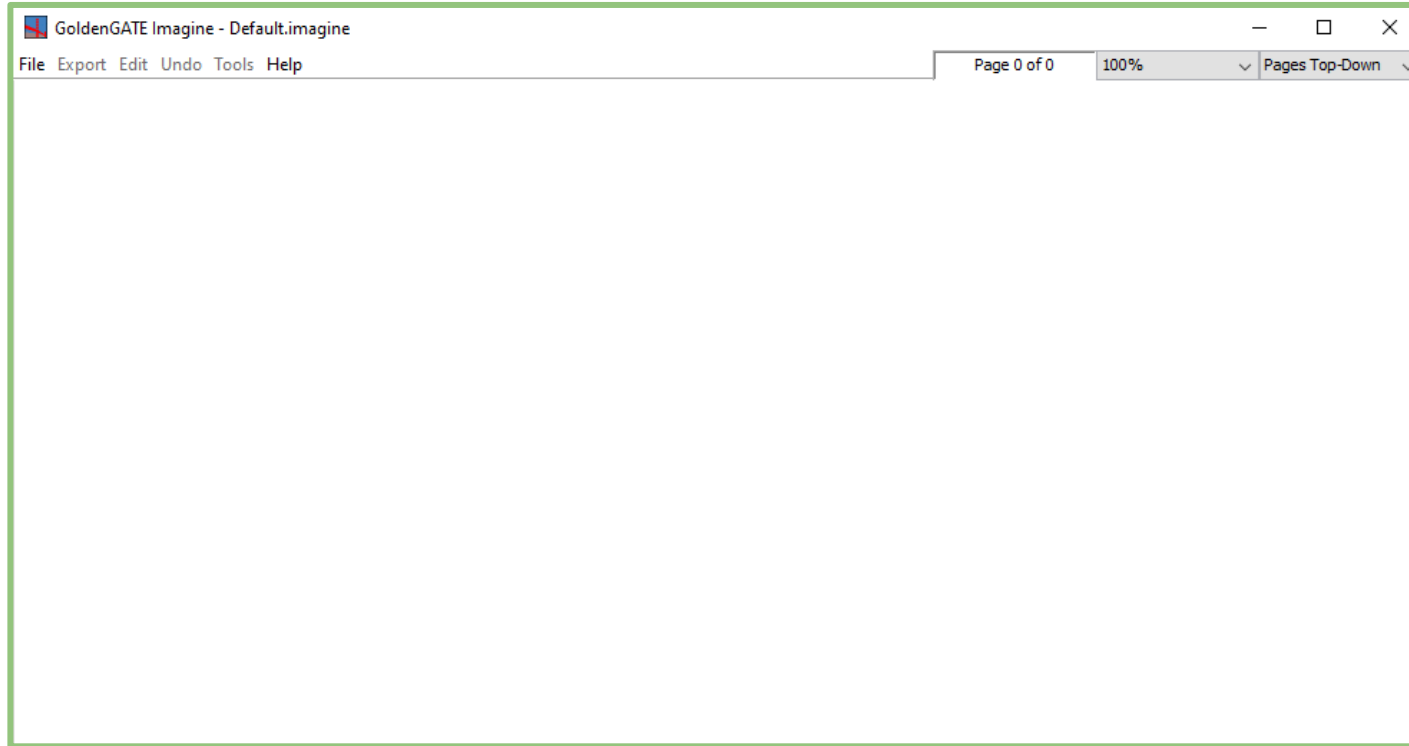 GoldenGATE Imagine - Default.imagine
File Export Edit Undo Tools Help Page 0 of 0 100% Pages Top-Down